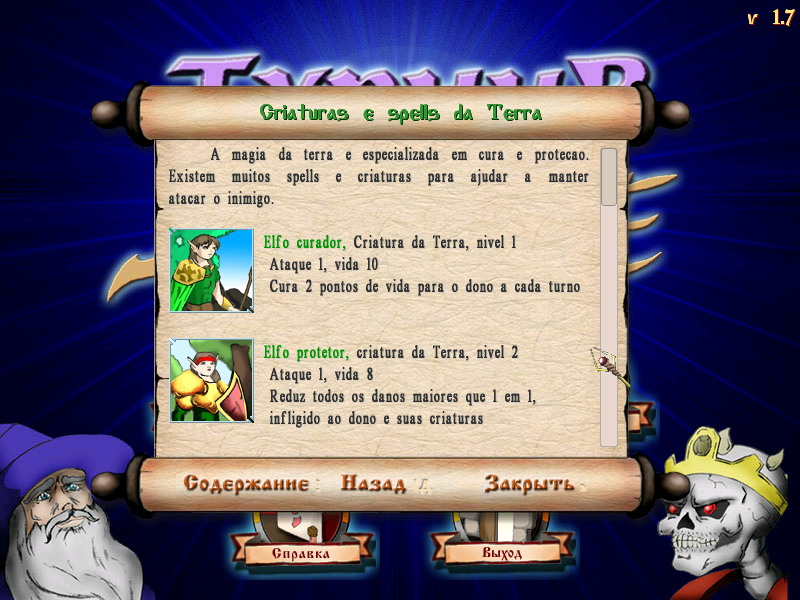 v 1.7
Турнир
Criaturas e spells da Terra
A magia da terra e especializada em cura e protecao.
Existem muitos spells e criaturas para ajudar a manter
atacar o inimigo.
Elfo curador, Criatura da Terra, nivel 1
Ataque 1, vida 10
Cura 2 pontos de vida para o dono a cada turno
Elfo protetor, criatura da Terra, nivel 2
Ataque 1, vida 8
Reduz todos os danos maiores que 1 em 1,
infligido ao dono e suas criaturas
Содержание Назад Закрыть
Справка Выход